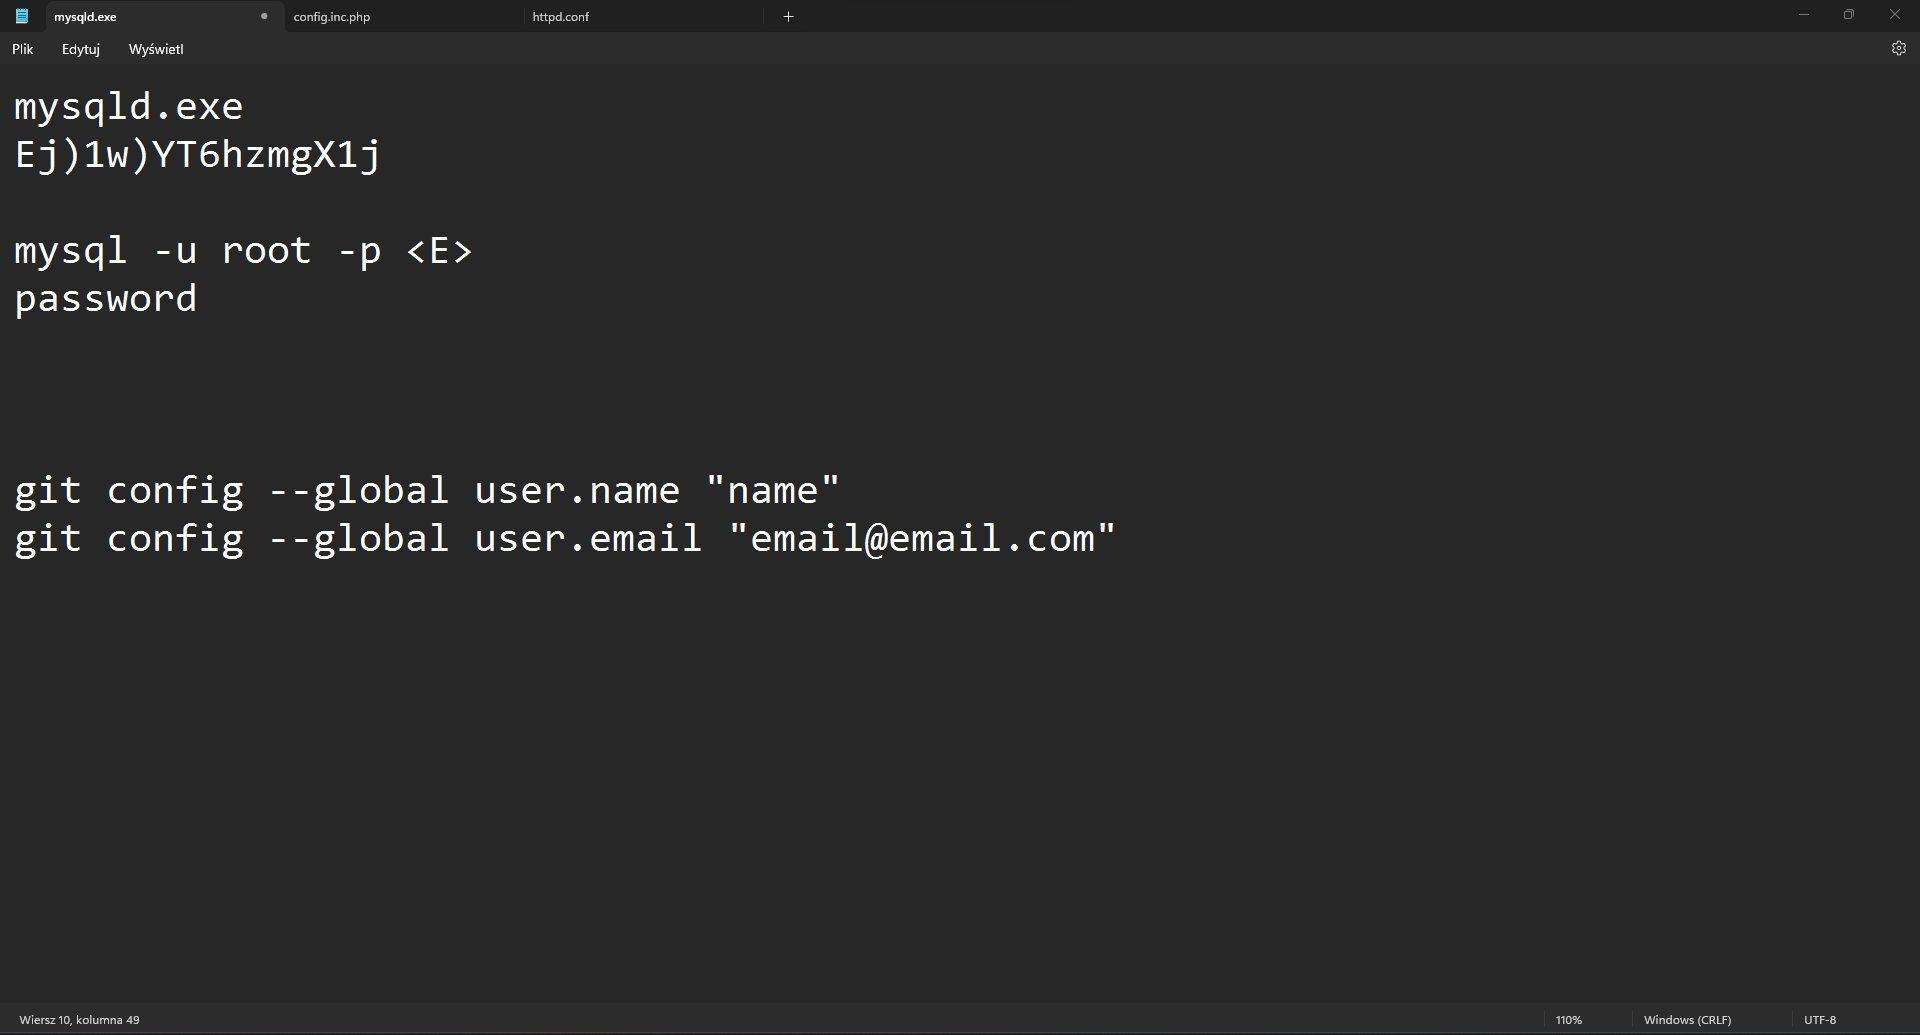 mysqld.exe
config.inc.php
httpd.conf
Plik Edytuj Wyświetl
mysqld.exe
Ej)1w)YT6hzmgX1j
mysql -u root -p <E>
password
git config --global user.name "name"
git config --global user.email "email@email.com"
Wiersz 10, kolumna 49
110%
Windows (CRLF)
UTF-8